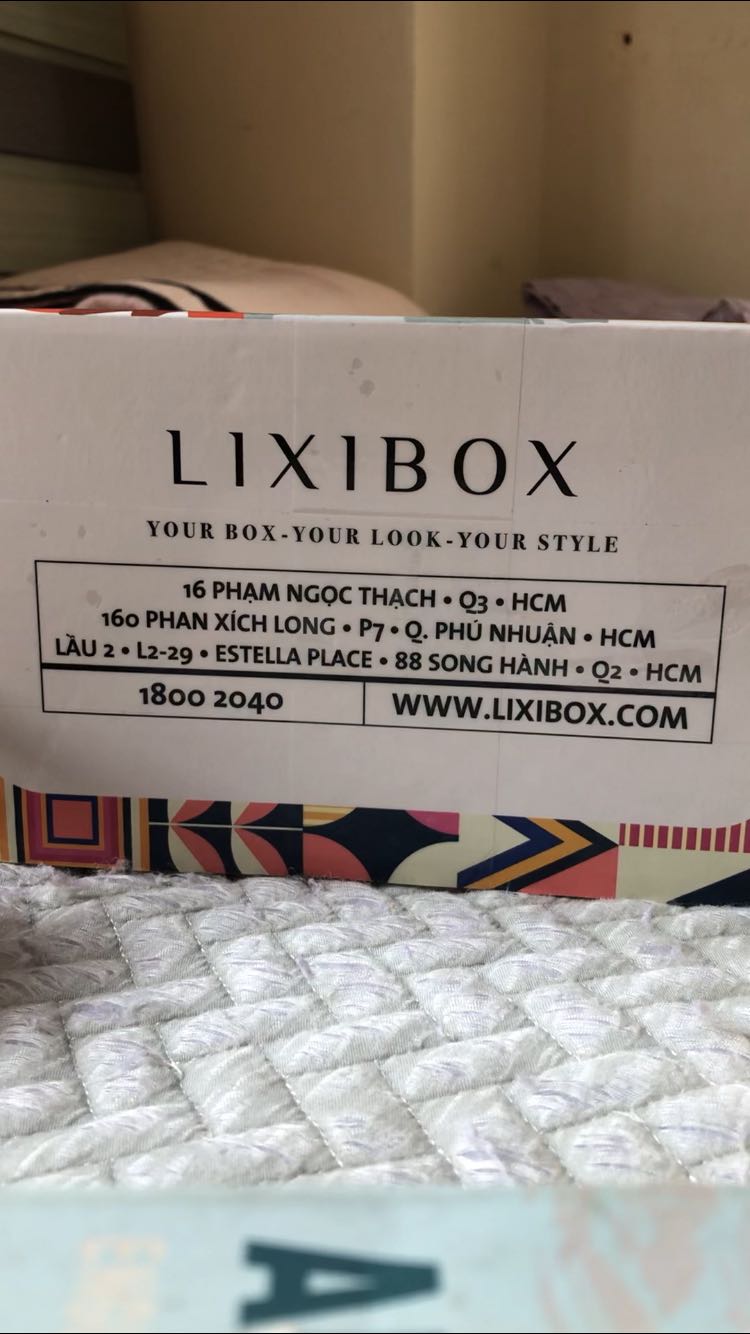 LIXIBOX
YOUR BOX-YOUR LOOK-YOUR STYLE
16 PHẠM NGỌC THẠCH • Q3 • HCM
160 PHAN XÍCH LONG • P7 • Q. PHÚ NHUẬN • HCM
LẦU 2 • L2-29 • ESTELLA PLACE • 88 SONG HÀNH • Q2 • HCM
1800 2040
WWW.LIXIBOX.COM